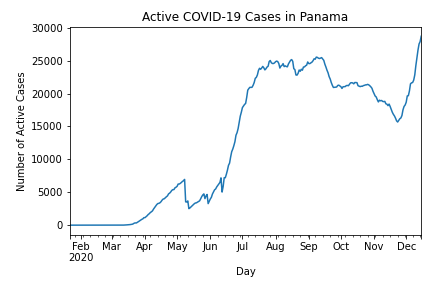 Active COVID-19 Cases in Panama
Number of Active Cases
30000
25000
20000
15000
10000
5000
0
Feb Mar Apr May Jun Jul Aug Sep Oct Nov Dec
2020
Day